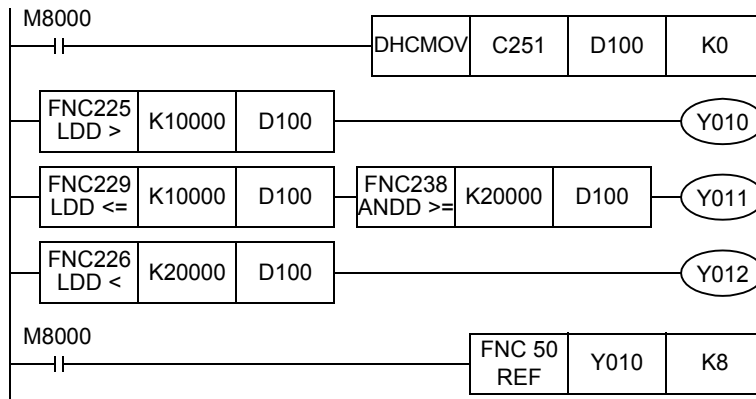 M8000
DHCMOV C251 D100 K0
FNC225
LDD > K10000 D100 Y010
FNC229
LDD <= K10000 D100 FNC238
ANDD >= K20000 D100 Y011
FNC226
LDD < K20000 D100 Y012
M8000
FNC 50
REF Y010 K8